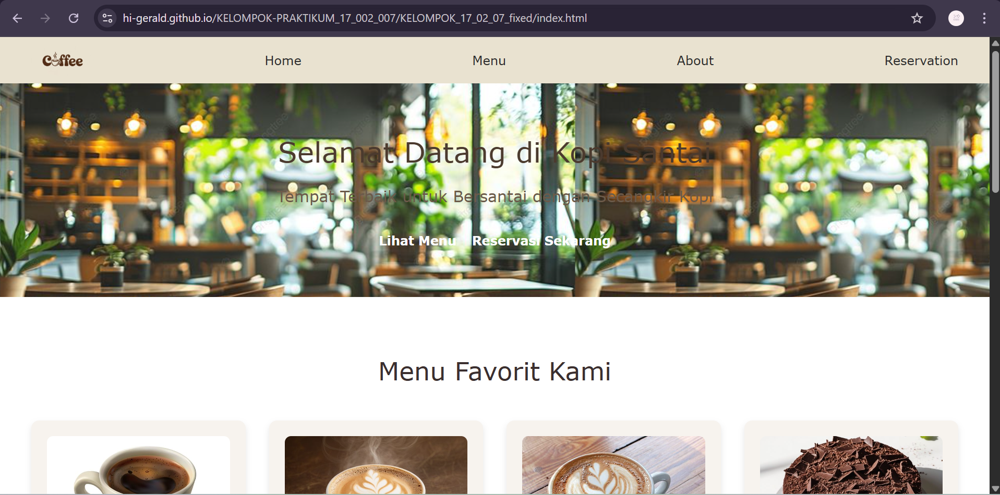 hi-gerald.github.io/KELOMPOK-PRAKTIKUM_17_002_007/KELOMPOK_17_02_07_fixed/index.html
Coffee Home Menu About Reservation
Selamat Datang di Kopi Santai
Tempat Terbaik untuk Bersantai dengan Secangkir Kopi
Lihat Menu Reservasi Sekarang
Menu Favorit Kami